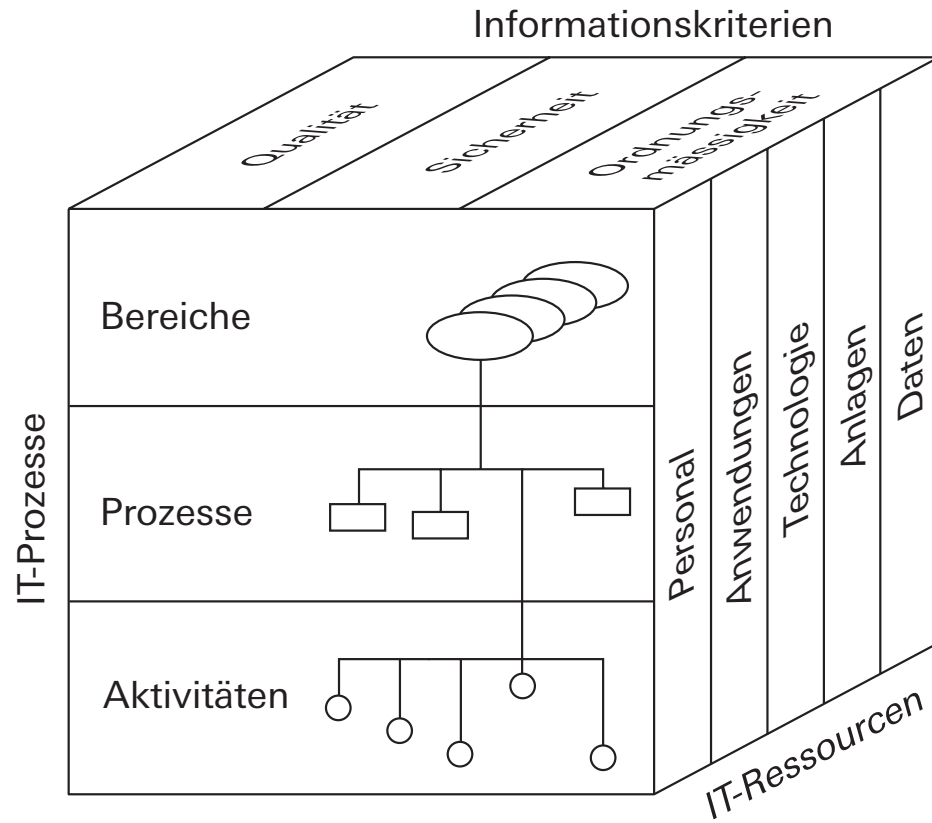 Informationskriterien
Qualität
Sicherheit
Ordnungs-
mässigkeit
IT-Prozesse
Bereiche
Prozesse
Aktivitäten
Personal
Anwendungen
Technologie
Anlagen
Daten
IT-Ressourcen